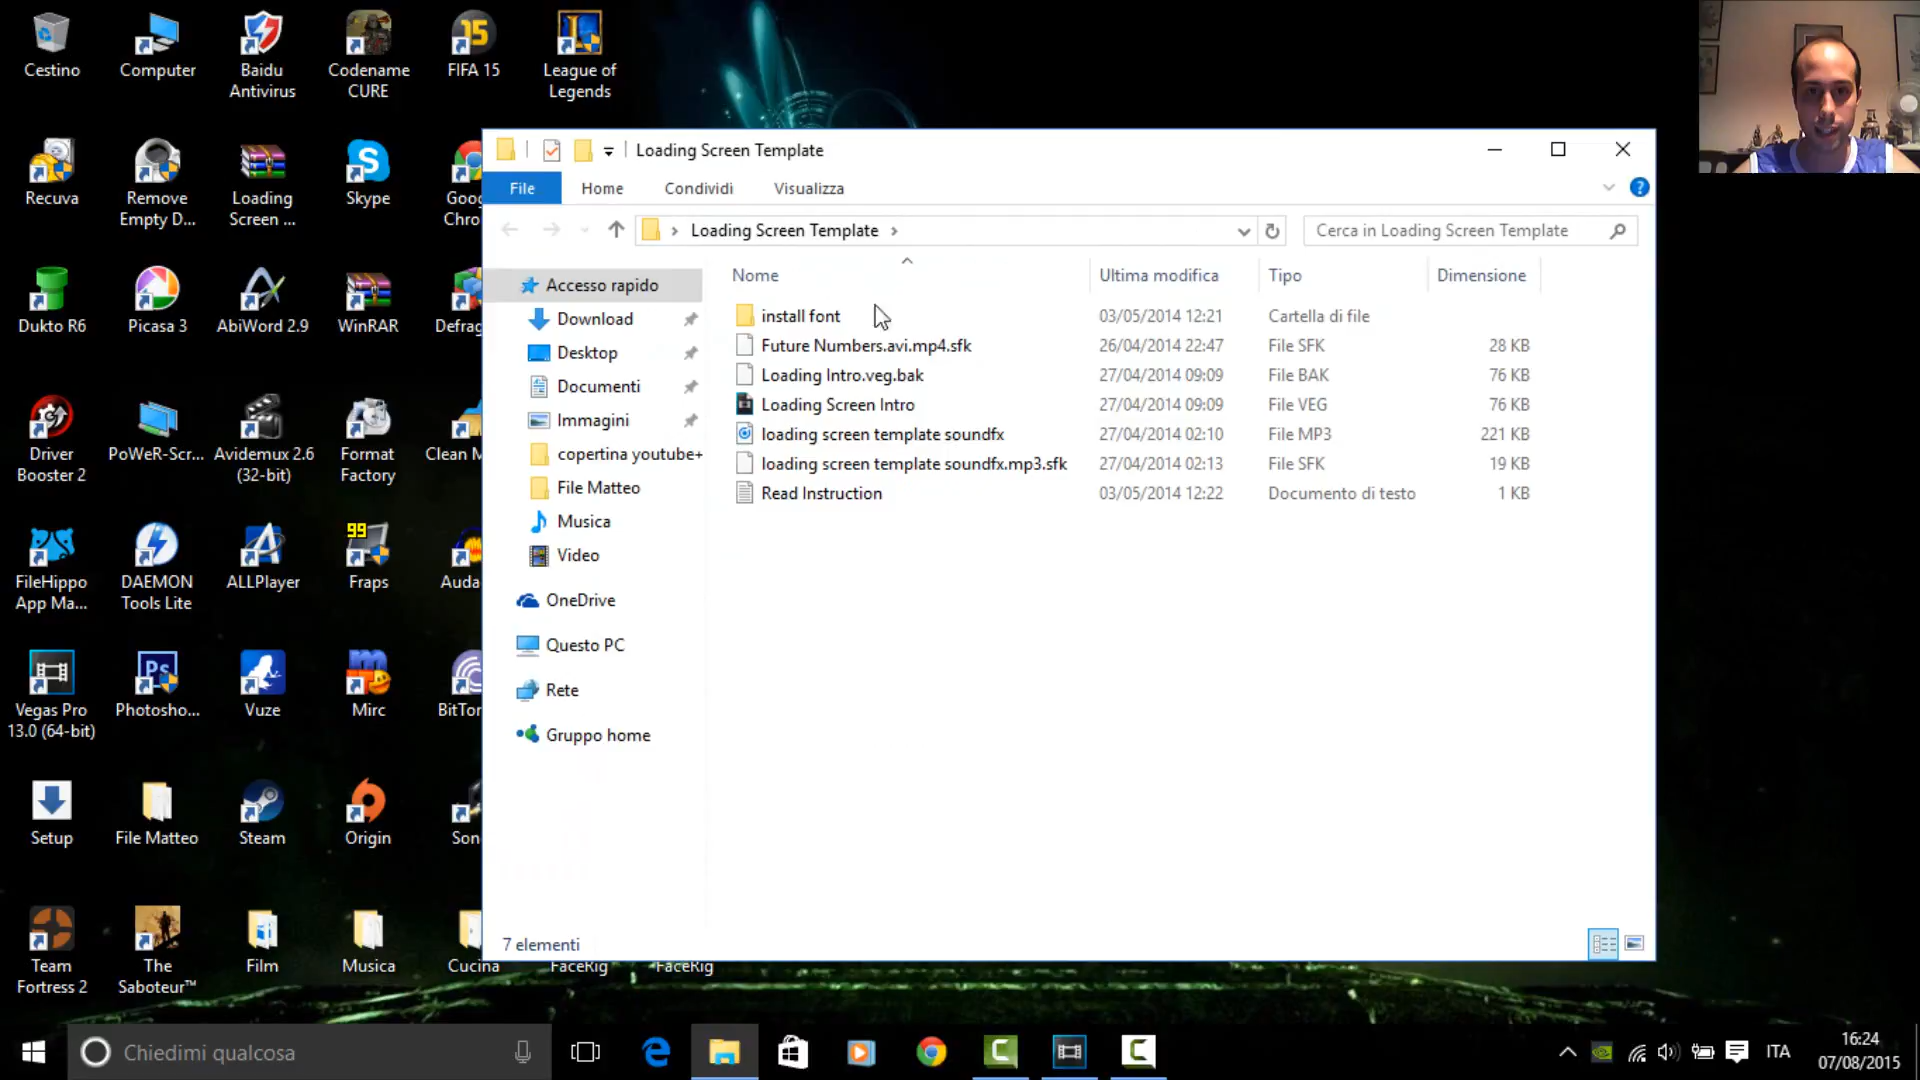 Cestino
Computer
Baidu Antivirus
Codename CURE
FIFA 15
League of Legends
Recuva
Remove Empty D...
Loading Screen ...
Skype
Goog
Chro
Dukto R6
Picasa 3
AbiWord 2.9
WinRAR
Defrag
Driver Booster 2
PoWeR-Scr...
Avidemux 2.6 (32-bit)
Format Factory
Clean M
FileHippo App Ma...
DAEMON Tools Lite
ALLPlayer
99
Fraps
Auda
Vegas Pro 13.0 (64-bit)
Ps
Photosho...
Vuze
Mirc
BitTor
Setup
File Matteo
Steam
Origin
Son
Team Fortress 2
The Saboteur™
Film
Musica
Cucina
FaceRig
FaceRig
Loading Screen Template
File
Home
Condividi
Visualizza
Loading Screen Template
Cerca in Loading Screen Template
Nome
Ultima modifica
Tipo
Dimensione
install font 03/05/2014 12:21 Cartella di file
Future Numbers.avi.mp4.sfk 26/04/2014 22:47 File SFK 28 KB
Loading Intro.veg.bak 27/04/2014 09:09 File BAK 76 KB
Loading Screen Intro 27/04/2014 09:09 File VEG 76 KB
loading screen template soundfx 27/04/2014 02:10 File MP3 221 KB
loading screen template soundfx.mp3.sfk 27/04/2014 02:13 File SFK 19 KB
Read Instruction 03/05/2014 12:22 Documento di testo 1 KB
Accesso rapido
Download
Desktop
Documenti
Immagini
copertina youtube+
File Matteo
Musica
Video
OneDrive
Questo PC
Rete
Gruppo home
7 elementi
Chiedimi qualcosa
ITA
16:24
07/08/2015